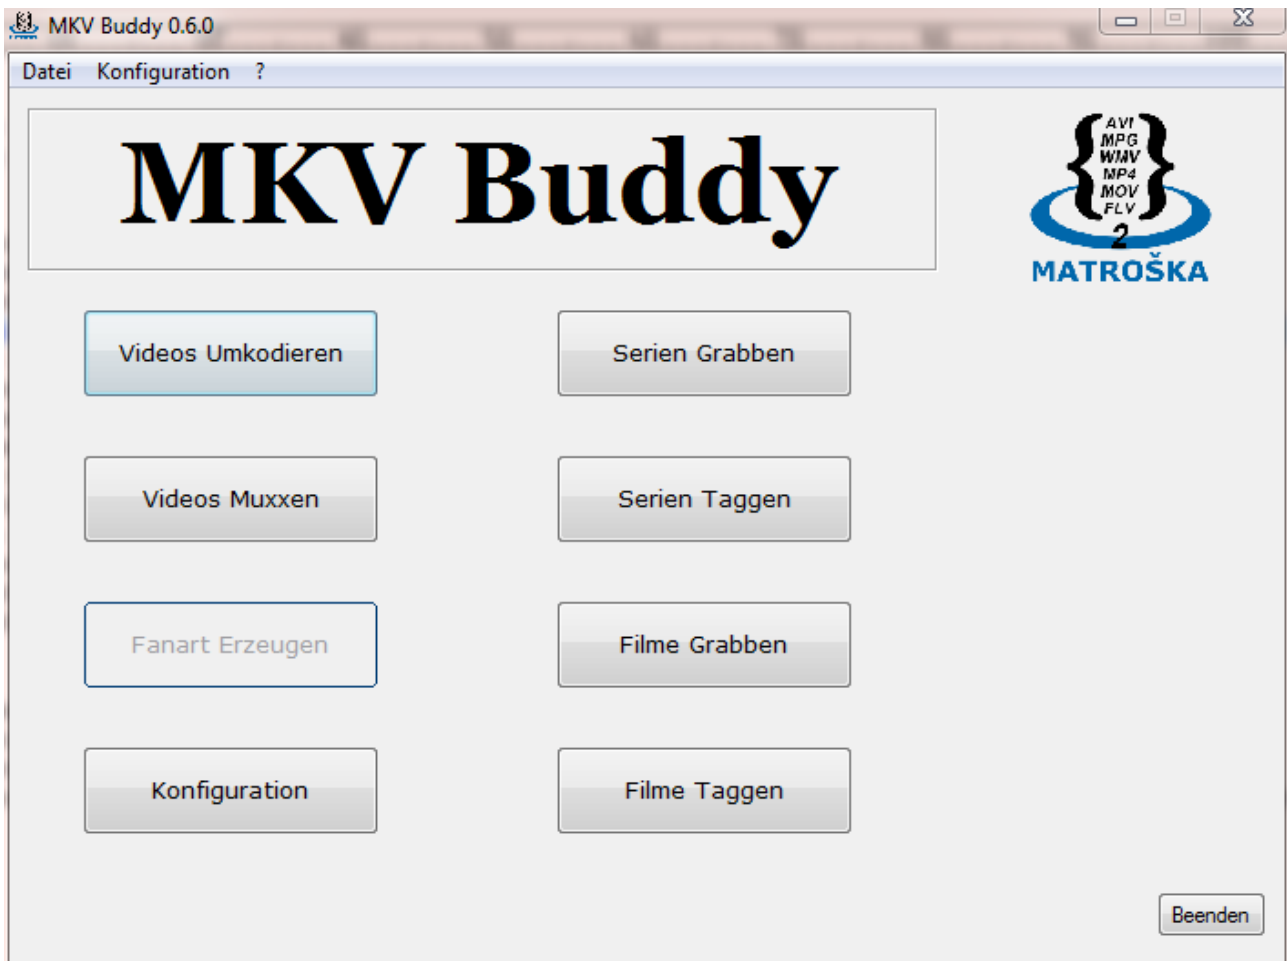 MKV Buddy 0.6.0
Datei Konfiguration ?
MKV Buddy
AVI
MPG
WMV
MP4
MOV
FLV
2
MATROŠKA
Videos Umkodieren
Serien Grabben
Videos Muxxen
Serien Taggen
Fanart Erzeugen
Filme Grabben
Konfiguration
Filme Taggen
Beenden